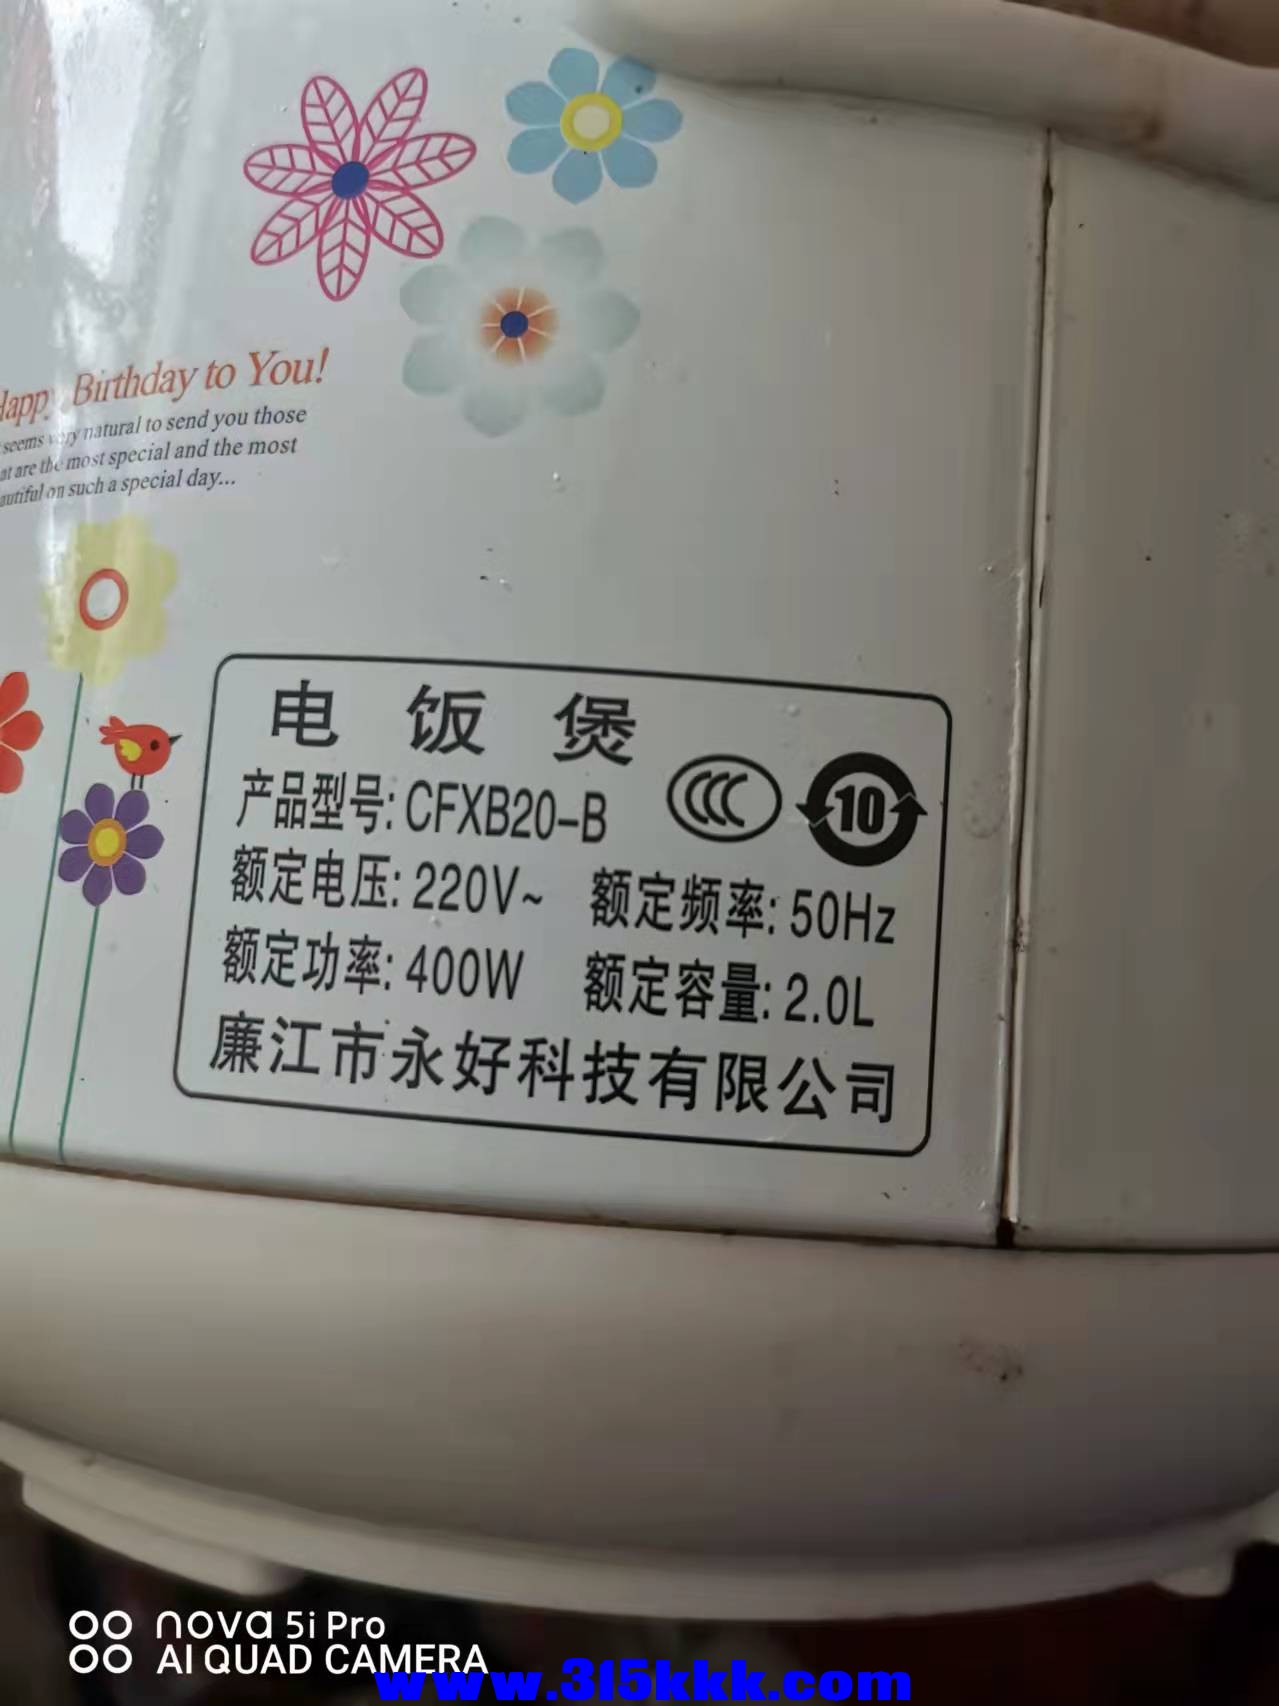 Happy Birthday to You!
seems very natural to send you those
at are the most special and the most
autiful on such a special day...
电饭煲
产品型号:CFXB20-B
10
额定电压:220V~ 额定频率:50Hz
额定功率:400W 额定容量:2.0L
廉江市永好科技有限公司
nova 5i Pro
AI QUAD CAMERA
www.315kkk.com